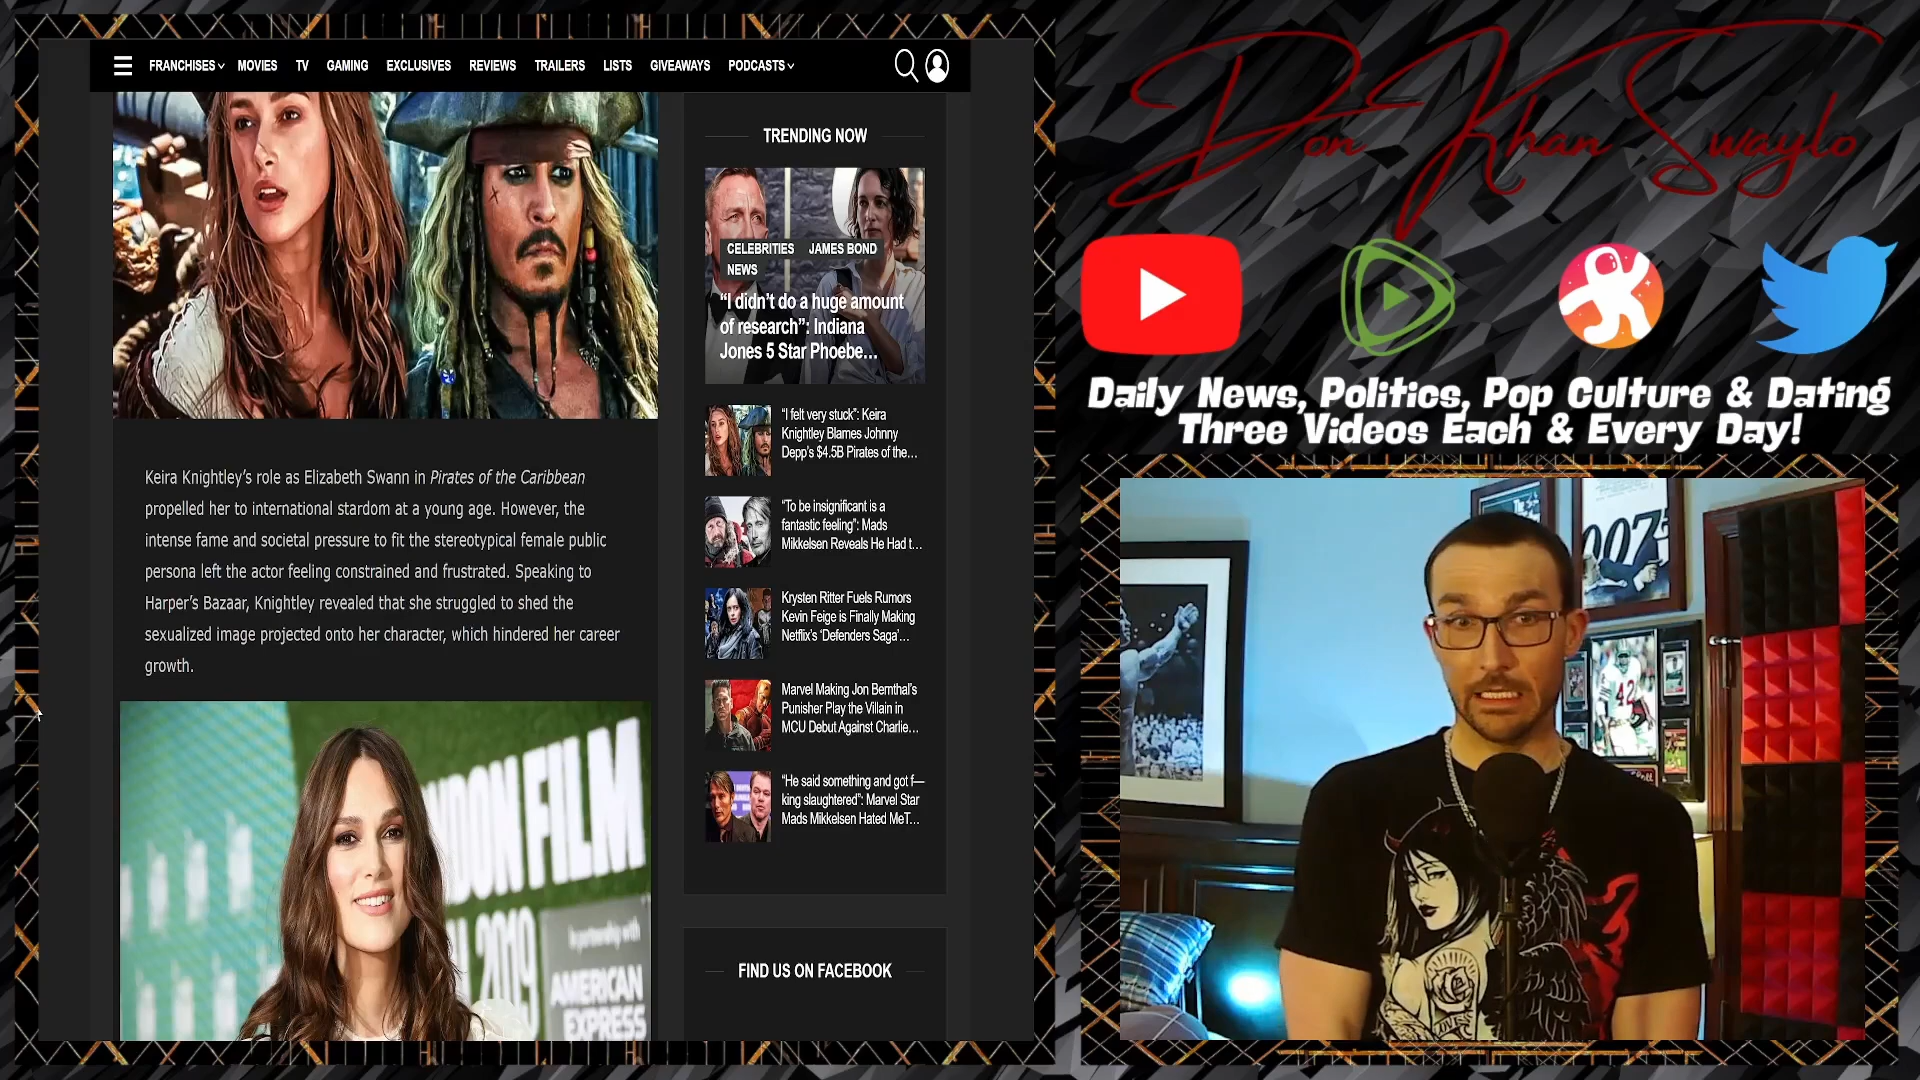 FRANCHISES MOVIES TV GAMING EXCLUSIVES REVIEWS TRAILERS LISTS GIVEAWAYS PODCASTS
Keira Knightley’s role as Elizabeth Swann in Pirates of the Caribbean
propelled her to international stardom at a young age. However, the
intense fame and societal pressure to fit the stereotypical female public
persona left the actor feeling constrained and frustrated. Speaking to
Harper’s Bazaar, Knightley revealed that she struggled to shed the
sexualized image projected onto her character, which hindered her career
growth.
NDON FILM
2019
In partnership with
AMERICAN
EXPRESS
TRENDING NOW
CELEBRITIES JAMES BOND
NEWS
“I didn’t do a huge amount
of research”: Indiana
Jones 5 Star Phoebe…
“I felt very stuck”: Keira
Knightley Blames Johnny
Depp’s $4.5B Pirates of the…
“To be insignificant is a
fantastic feeling”: Mads
Mikkelsen Reveals He Had t…
Krysten Ritter Fuels Rumors
Kevin Feige is Finally Making
Netflix’s ‘Defenders Saga’…
Marvel Making Jon Bernthal’s
Punisher Play the Villain in
MCU Debut Against Charlie…
“He said something and got f—
king slaughtered”: Marvel Star
Mads Mikkelsen Hated MeT…
FIND US ON FACEBOOK
Don Khan Swaylo
Daily News, Politics, Pop Culture & Dating
Three Videos Each & Every Day!
007
42